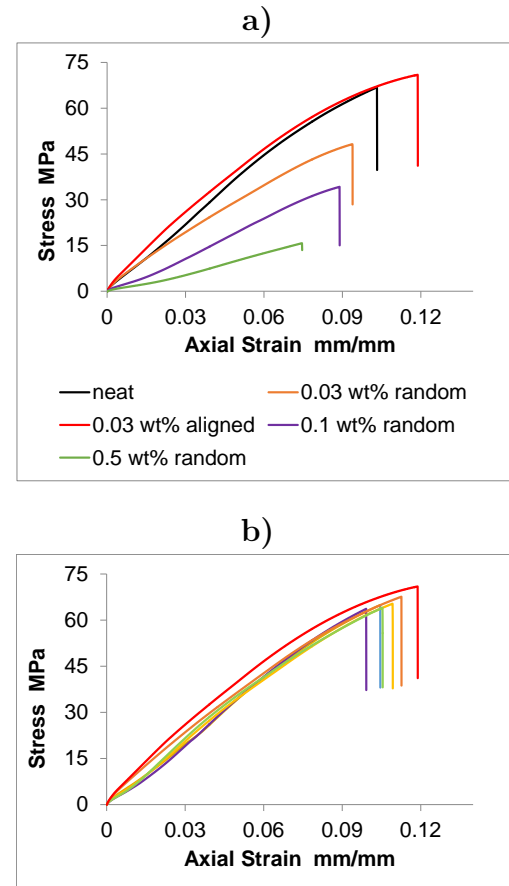 a)
75
60
45
30
15
0
Stress MPa
0 0.03 0.06 0.09 0.12
Axial Strain mm/mm
neat 0.03 wt% random
0.03 wt% aligned 0.1 wt% random
0.5 wt% random
b)
75
60
45
30
15
0
Stress MPa
0 0.03 0.06 0.09 0.12
Axial Strain mm/mm